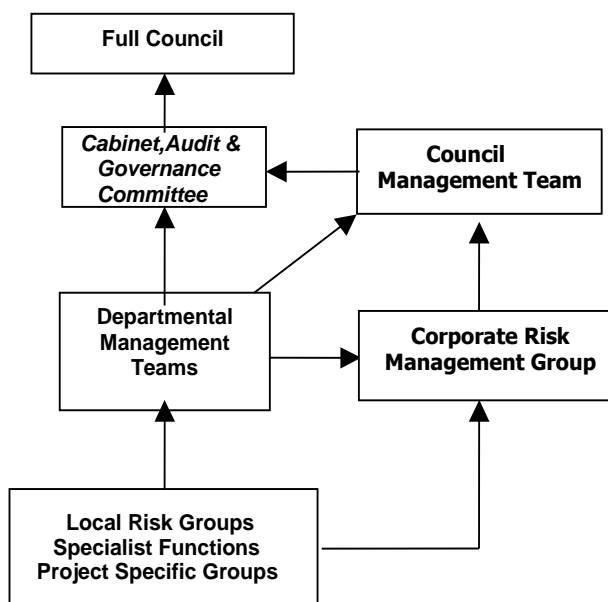 Full Council
Cabinet,Audit &
Governance
Committee
Council
Management Team
Departmental
Management
Teams
Corporate Risk
Management Group
Local Risk Groups
Specialist Functions
Project Specific Groups